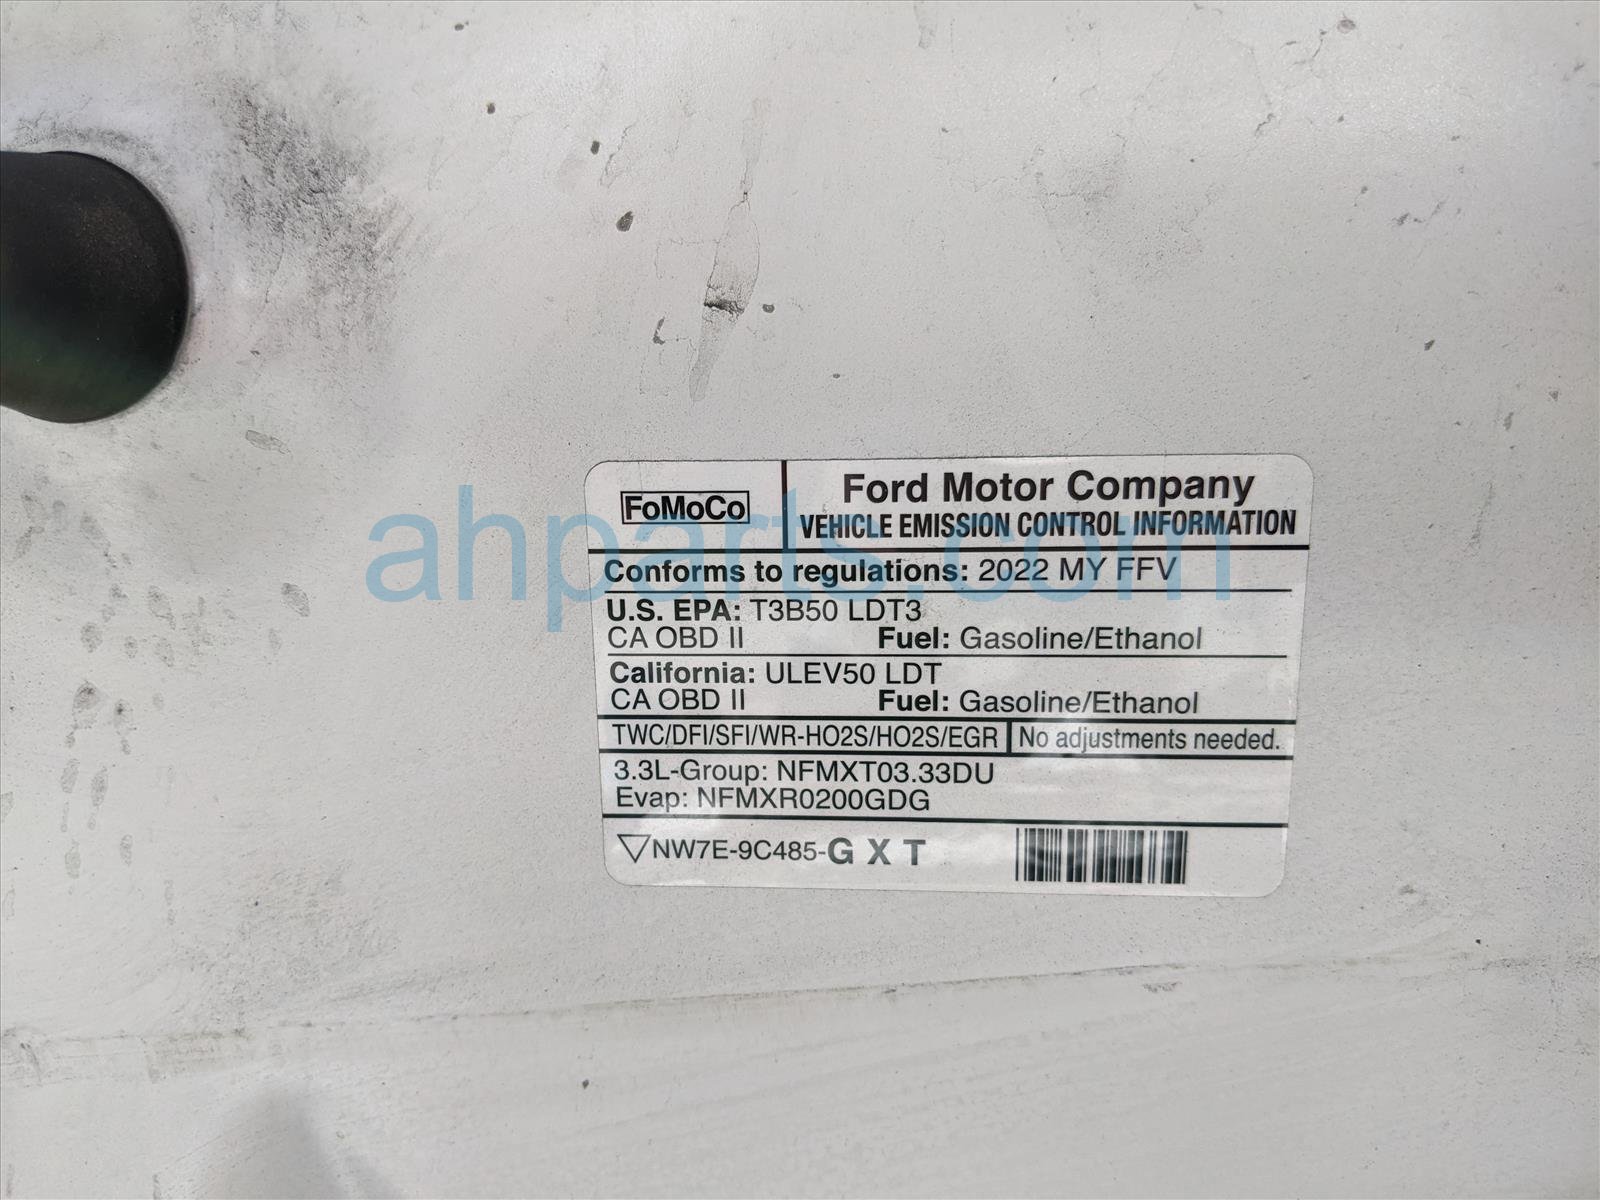 FoMoCo
Ford Motor Company
VEHICLE EMISSION CONTROL INFORMATION
Conforms to regulations: 2022 MY FFV
U.S. EPA: T3B50 LDT3
CA OBD II Fuel: Gasoline/Ethanol
California: ULEV50 LDT
CA OBD II Fuel: Gasoline/Ethanol
TWC/DFI/SFI/WR-HO2S/HO2S/EGR No adjustments needed.
3.3L-Group: NFMXT03.33DU
Evap: NFMXR0200GDG
NW7E-9C485-G X T
ahparts.com